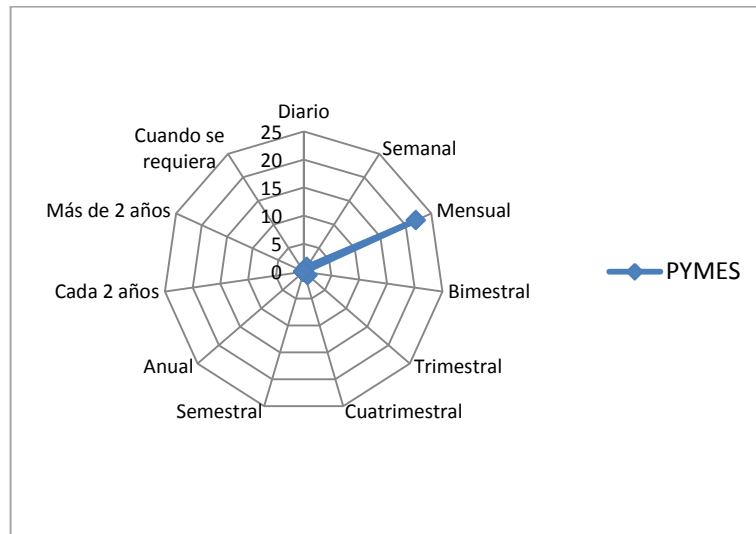 Diario
25
Cuando se
requiera
Semanal
20
15
Más de 2 años
Mensual
10
5
0
PYMES
Cada 2 años
Bimestral
Anual
Trimestral
Semestral
Cuatrimestral